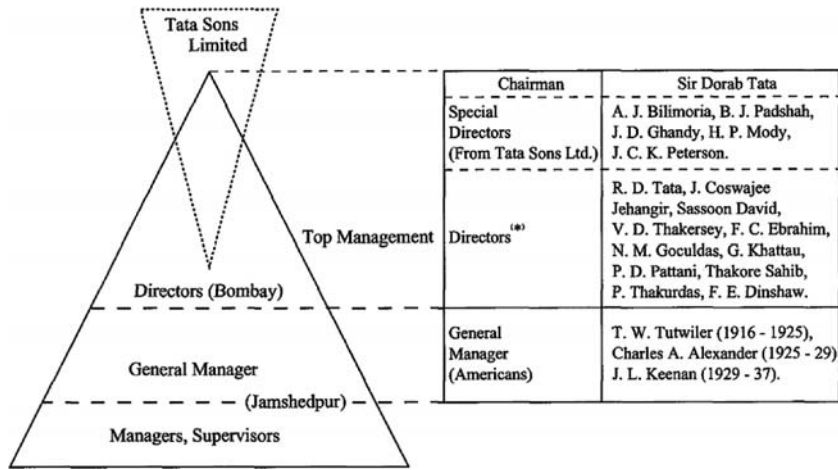 Tata Sons
Limited
Directors (Bombay)
General Manager
(Jamshedpur)
Managers, Supervisors
Top Management
Chairman
Sir Dorab Tata
Special
Directors
(From Tata Sons Ltd.)
A. J. Bilimoria, B. J. Padshah,
J. D. Ghandy, H. P. Mody,
J. C. K. Peterson.
Directors(*)
R. D. Tata, J. Coswajee
Jehangir, Sassoon David,
V. D. Thakersey, F. C. Ebrahim,
N. M. Goculdas, G. Khattau,
P. D. Pattani, Thakore Sahib,
P. Thakurdas, F. E. Dinshaw.
General
Manager
(Americans)
T. W. Tutwiler (1916 - 1925),
Charles A. Alexander (1925 - 29)
J. L. Keenan (1929 - 37).